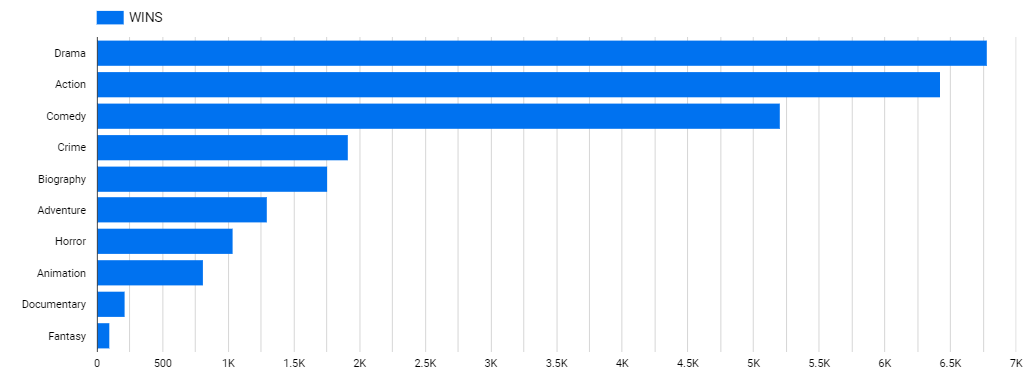 WINS
Drama
Action
Comedy
Crime
Biography
Adventure
Horror
Animation
Documentary
Fantasy
0 500 1K 1.5K 2K 2.5K 3K 3.5K 4K 4.5K 5K 5.5K 6K 6.5K 7K